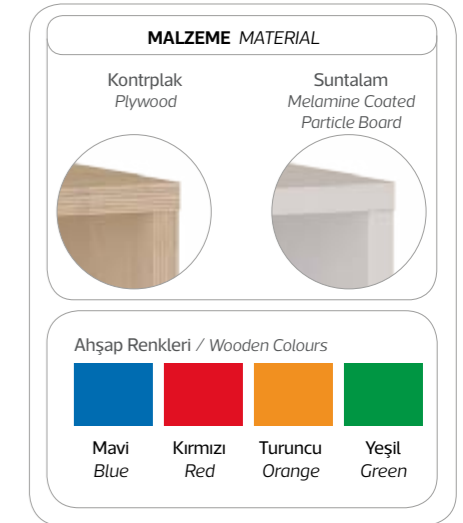 MALZEME MATERIAL
Kontrplak
Plywood
Suntalam
Melamine Coated
Particle Board
Ahşap Renkleri / Wooden Colours
Mavi
Blue
Kırmızı
Red
Turuncu
Orange
Yeşil
Green